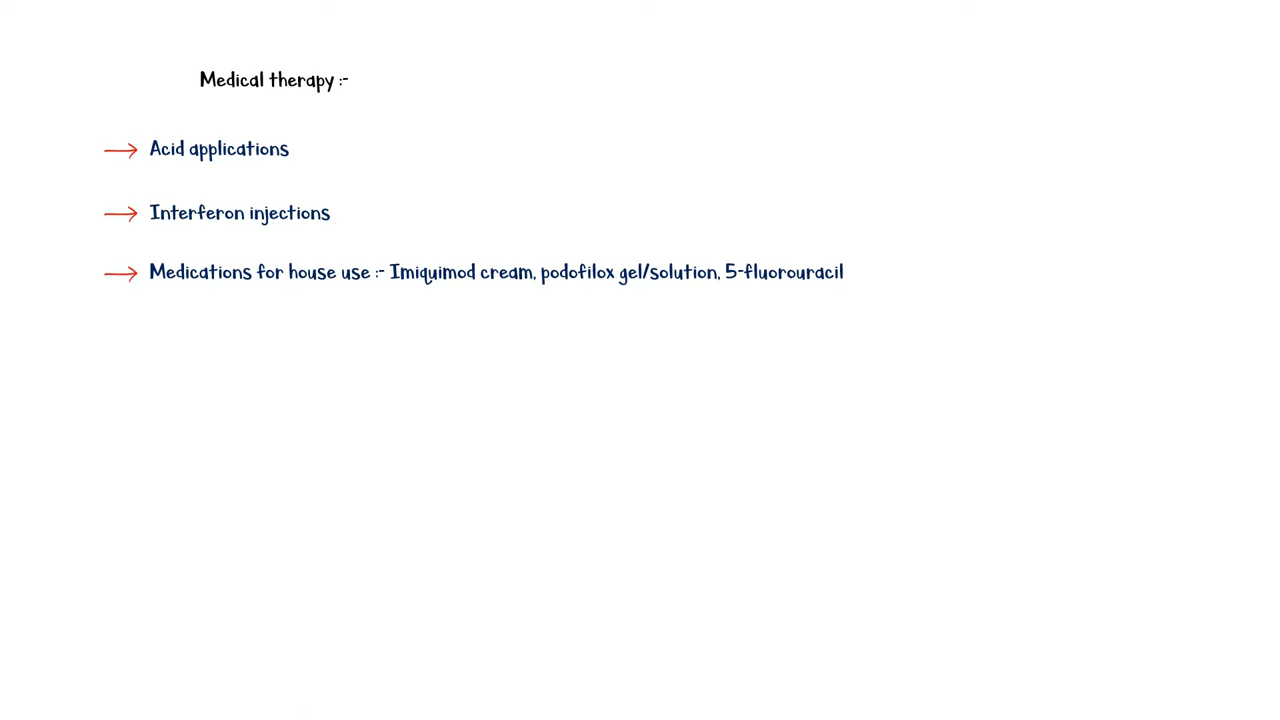 Medical therapy :-
→ Acid applications
→ Interferon injections
→ Medications for house use :- Imiquimod cream, podofilox gel/solution, 5-fluorouracil